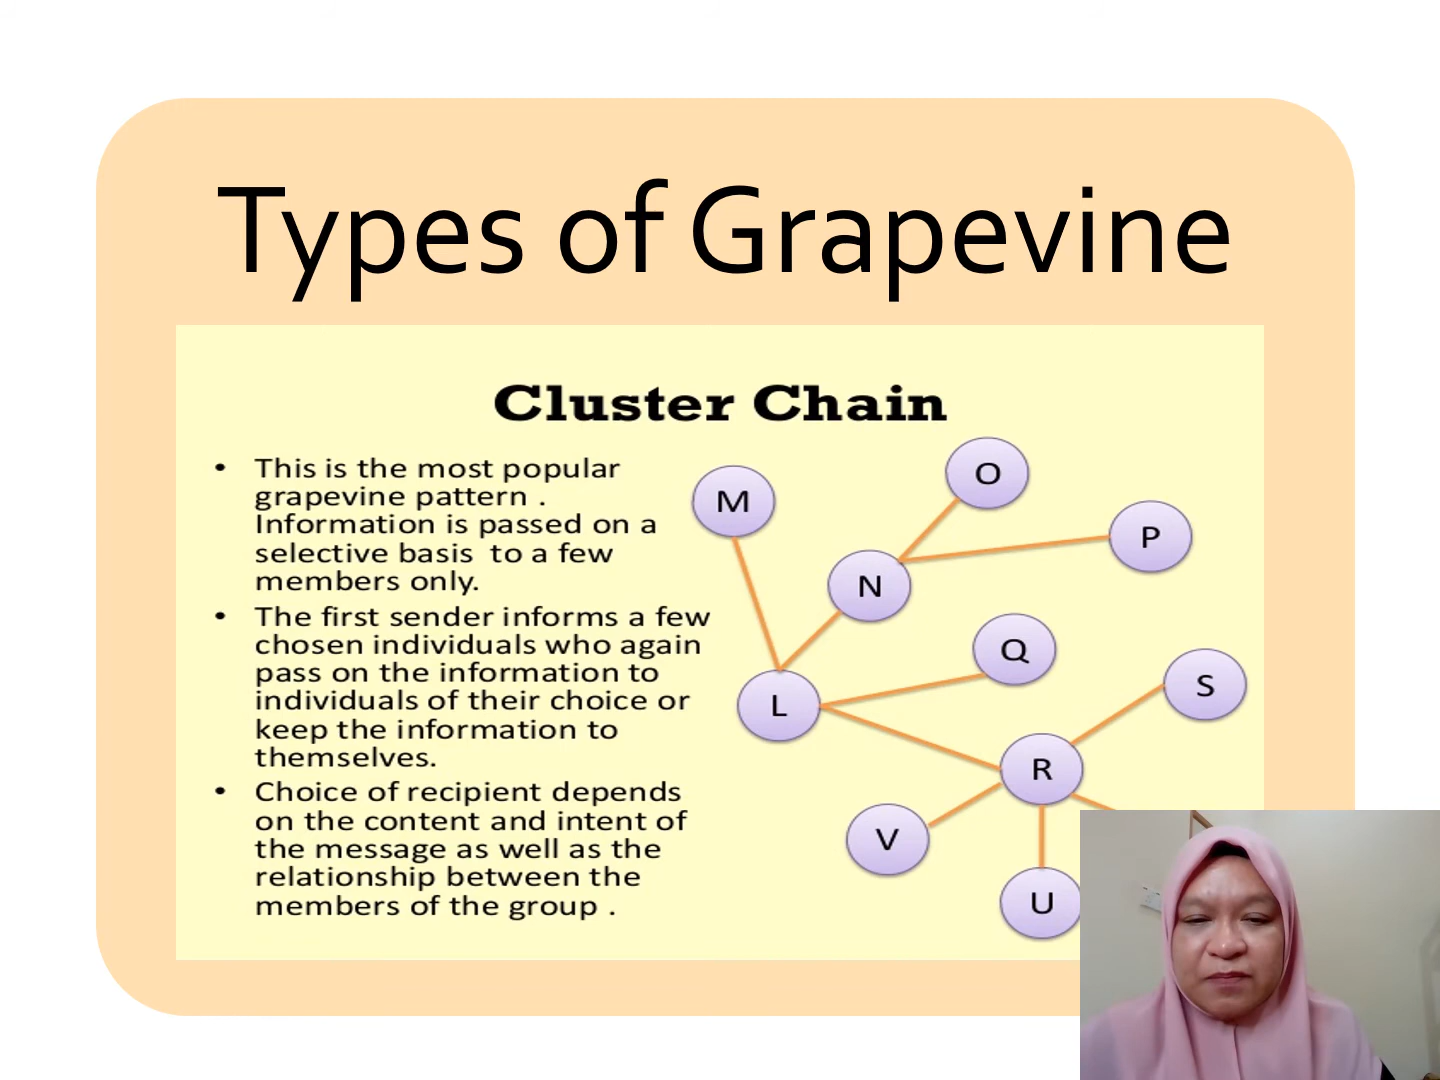 Types of Grapevine
Cluster Chain
• This is the most popular
grapevine pattern .
Information is passed on a
selective basis to a few
members only.
• The first sender informs a few
chosen individuals who again
pass on the information to
individuals of their choice or
keep the information to
themselves.
• Choice of recipient depends
on the content and intent of
the message as well as the
relationship between the
members of the group .
O
M
P
N
Q
S
L
R
V
U